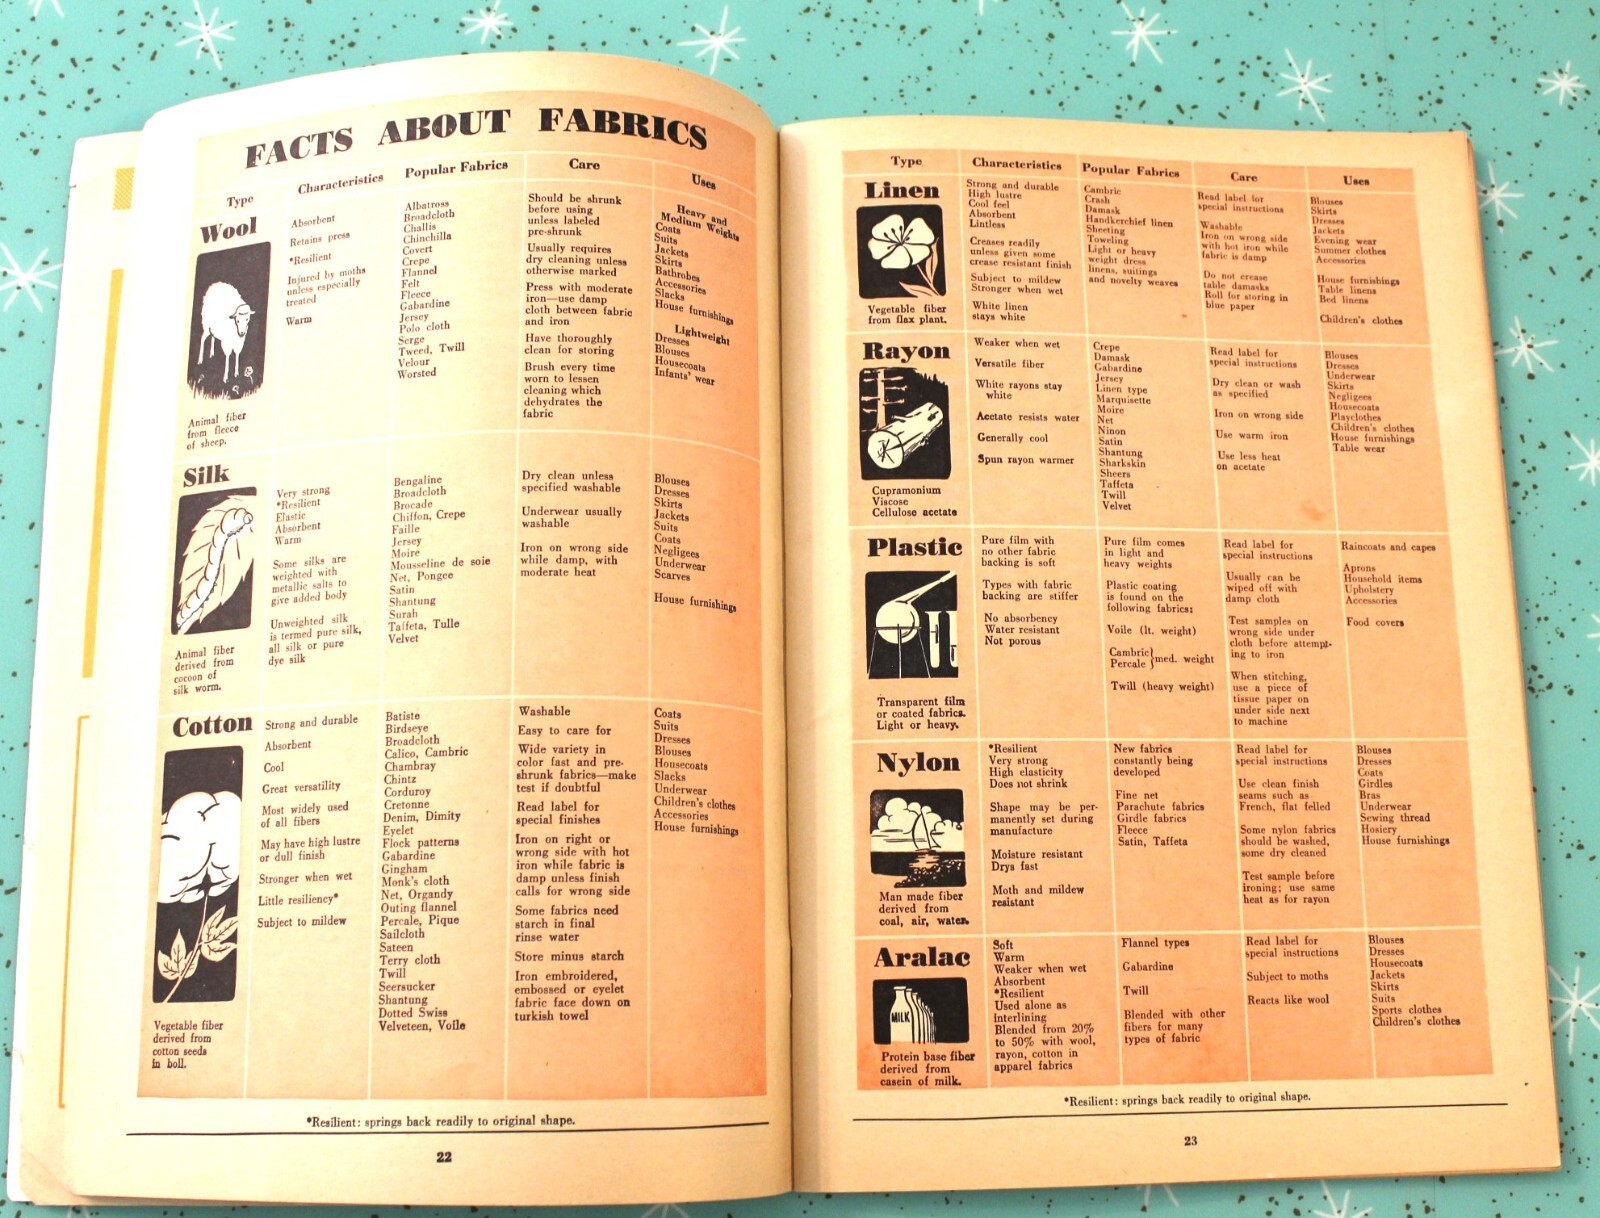 FACTS ABOUT FABRICS
Type
Characteristics
Popular Fabrics
Care
Uses
Wool
Animal fiber
from fleece
of sheep.
Absorbent
Retains press
*Resilient
Injured by moths
unless especially
treated
Warm
Albatross
Broadcloth
Challis
Chinchilla
Covert
Crepe
Flannel
Felt
Fleece
Gabardine
Jersey
Polo cloth
Serge
Tweed, Twill
Velour
Worsted
Should be shrunk
before using
unless labeled
pre-shrunk
Usually requires
dry cleaning unless
otherwise marked
Press with moderate
iron—use damp
cloth between fabric
and iron
Have thoroughly
clean for storing
Brush every time
worn to lessen
cleaning which
dehydrates the
fabric
Heavy and
Medium Weights
Coats
Suits
Jackets
Skirts
Bathrobes
Accessories
Slacks
House furnishings
Lightweight
Dresses
Blouses
Housecoats
Infants' wear
Silk
Animal fiber
derived from
cocoon of
silk worm.
Very strong
*Resilient
Elastic
Absorbent
Warm
Some silks are
weighted with
metallic salts to
give added body
Unweighted silk
is termed pure silk,
all silk or pure
dye silk
Bengaline
Broadcloth
Brocade
Chiffon, Crepe
Faille
Jersey
Moire
Mousseline de soie
Net, Pongee
Satin
Shantung
Surah
Taffeta, Tulle
Velvet
Dry clean unless
specified washable
Underwear usually
washable
Iron on wrong side
while damp, with
moderate heat
Blouses
Dresses
Skirts
Jackets
Suits
Coats
Negligees
Underwear
Scarves
House furnishings
Cotton
Vegetable fiber
derived from
cotton seeds
in boll.
Strong and durable
Absorbent
Cool
Great versatility
Most widely used
of all fibers
May have high lustre
or dull finish
Stronger when wet
Little resiliency*
Subject to mildew
Batiste
Birdseye
Broadcloth
Calico, Cambric
Chambray
Chintz
Corduroy
Cretonne
Denim, Dimity
Eyelet
Flock patterns
Gabardine
Gingham
Monk's cloth
Net, Organdy
Outing flannel
Percale, Pique
Sailcloth
Sateen
Terry cloth
Twill
Seersucker
Shantung
Dotted Swiss
Velveteen, Voile
Washable
Easy to care for
Wide variety in
color fast and pre-
shrunk fabrics—make
test if doubtful
Read label for
special finishes
Iron on right or
wrong side with hot
iron while fabric is
damp unless finish
calls for wrong side
Some fabrics need
starch in final
rinse water
Store minus starch
Iron embroidered,
embossed or eyelet
fabric face down on
turkish towel
Coats
Suits
Dresses
Blouses
Housecoats
Slacks
Underwear
Children's clothes
Accessories
House furnishings
*Resilient: springs back readily to original shape.
22
Type
Characteristics
Popular Fabrics
Care
Uses
Linen
Vegetable fiber
from flax plant.
Strong and durable
High lustre
Cool feel
Absorbent
Lintless
Creases readily
unless given some
crease resistant finish
Subject to mildew
Stronger when wet
White linen
stays white
Cambric
Crash
Damask
Handkerchief linen
Sheeting
Toweling
Light or heavy
weight dress
linens, suitings
and novelty weaves
Read label for
special instructions
Washable
Iron on wrong side
with hot iron while
fabric is damp
Do not crease
table damasks
Roll for storing in
blue paper
Blouses
Skirts
Dresses
Jackets
Evening wear
Summer clothes
Accessories
House furnishings
Table linens
Bed linens
Children's clothes
Rayon
Cupramonium
Viscose
Cellulose acetate
Weaker when wet
Versatile fiber
White rayons stay
white
Acetate resists water
Generally cool
Spun rayon warmer
Crepe
Damask
Gabardine
Jersey
Linen type
Marquisette
Moire
Net
Ninon
Satin
Shantung
Sharkskin
Sheers
Taffeta
Twill
Velvet
Read label for
special instructions
Dry clean or wash
as specified
Iron on wrong side
Use warm iron
Use less heat
on acetate
Blouses
Dresses
Underwear
Skirts
Negligees
Housecoats
Playclothes
Children's clothes
House furnishings
Table wear
Plastic
Transparent film
or coated fabrics.
Light or heavy.
Pure film with
no other fabric
backing is soft
Types with fabric
backing are stiffer
No absorbency
Water resistant
Not porous
Pure film comes
in light and
heavy weights
Plastic coating
is found on the
following fabrics:
Voile (lt. weight)
Cambric
Percale } med. weight
Twill (heavy weight)
Read label for
special instructions
Usually can be
wiped off with
damp cloth
Test samples on
wrong side under
cloth before attempt-
ing to iron
When stitching,
use a piece of
tissue paper on
under side next
to machine
Raincoats and capes
Aprons
Household items
Upholstery
Accessories
Food covers
Nylon
Man made fiber
derived from
coal, air, water.
*Resilient
Very strong
High elasticity
Does not shrink
Shape may be per-
manently set during
manufacture
Moisture resistant
Drys fast
Moth and mildew
resistant
New fabrics
constantly being
developed
Fine net
Parachute fabrics
Girdle fabrics
Fleece
Satin, Taffeta
Read label for
special instructions
Use clean finish
seams such as
French, flat felled
Some nylon fabrics
should be washed,
some dry cleaned
Test sample before
ironing; use same
heat as for rayon
Blouses
Dresses
Coats
Girdles
Bras
Underwear
Sewing thread
Hosiery
House furnishings
Aralac
MILK
Protein base fiber
derived from
casein of milk.
Soft
Warm
Weaker when wet
Absorbent
*Resilient
Used alone as
interlining
Blended from 20%
to 50% with wool,
rayon, cotton in
apparel fabrics
Flannel types
Gabardine
Twill
Blended with other
fibers for many
types of fabric
Read label for
special instructions
Subject to moths
Reacts like wool
Blouses
Dresses
Housecoats
Jackets
Skirts
Suits
Sports clothes
Children's clothes
*Resilient: springs back readily to original shape.
23